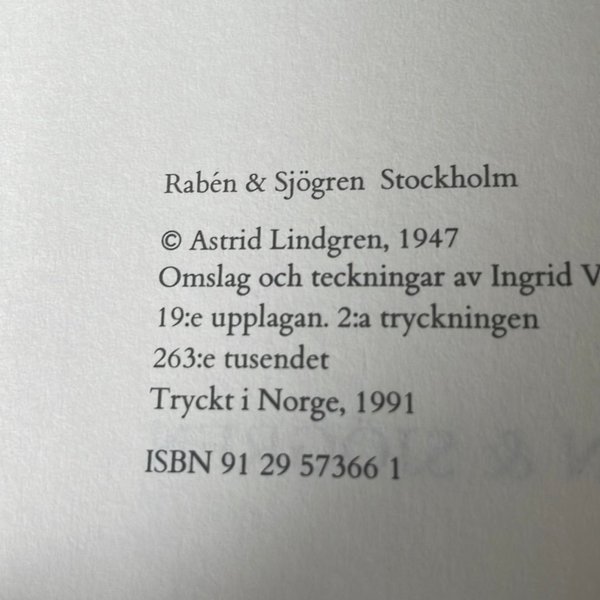 Rabén & Sjögren Stockholm
© Astrid Lindgren, 1947
Omslag och teckningar av Ingrid V
19:e upplagan. 2:a tryckningen
263:e tusendet
Tryckt i Norge, 1991
ISBN 91 29 57366 1